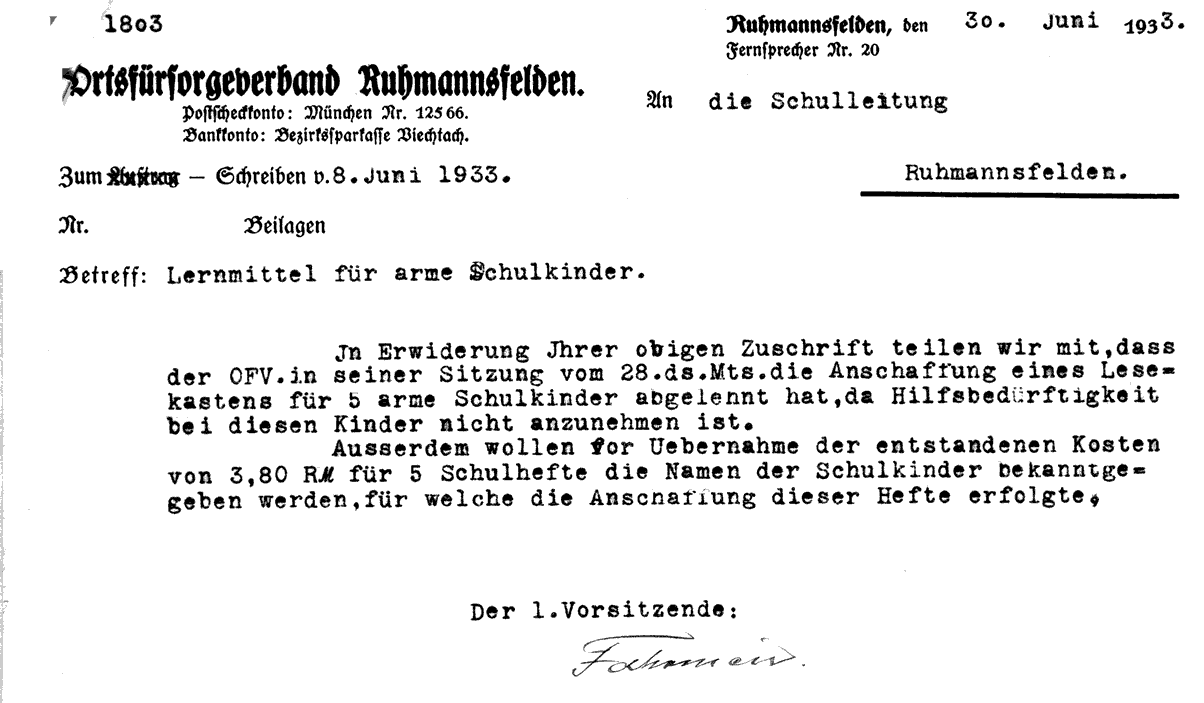 1803
Ruhmannsfelden, den 30. Juni 1933.
Fernsprecher Nr. 20
Ortsfürsorgeverband Ruhmannsfelden.
Postscheckkonto: München Nr. 12566.
Bankkonto: Bezirkssparkasse Viechtach.
An die Schulleitung
Ruhmannsfelden.
Zum — Schreiben v. 8. Juni 1933.
Nr. Beilagen
Betreff: Lernmittel für arme Schulkinder.
Jn Erwiderung Jhrer obigen Zuschrift teilen wir mit,dass
der OFV.in seiner Sitzung vom 28.ds.Mts.die Anschaffung eines Lese=
kastens für 5 arme Schulkinder abgelehnt hat,da Hilfsbedürftigkeit
bei diesen Kinder nicht anzunehmen ist.
Ausserdem wollen vor Uebernahme der entstandenen Kosten
von 3,80 RM für 5 Schulhefte die Namen der Schulkinder bekanntge=
geben werden,für welche die Anschaffung dieser Hefte erfolgte.
Der 1.Vorsitzende: